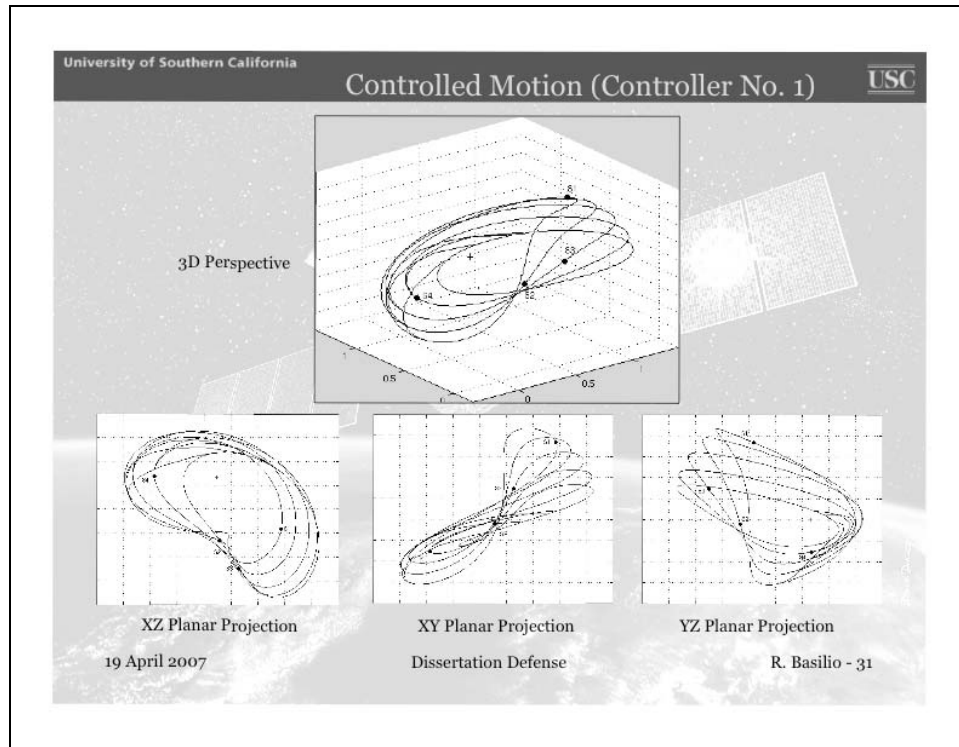 University of Southern California
Controlled Motion (Controller No. 1)
USC
3D Perspective
S1
S3
S2
S4
1
0.5
0
0
0.5
1
XZ Planar Projection
XY Planar Projection
YZ Planar Projection
19 April 2007
Dissertation Defense
R. Basilio - 31